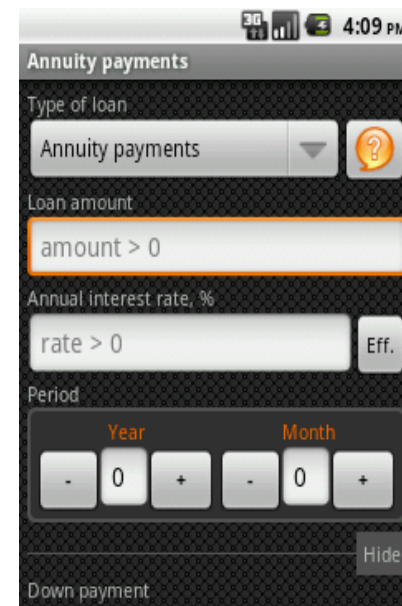 3G 4:09 PM
Annuity payments
Type of loan
Annuity payments ?
Loan amount
amount > 0
Annual interest rate, %
rate > 0 Eff.
Period
Year Month
- 0 + - 0 +
Hide
Down payment